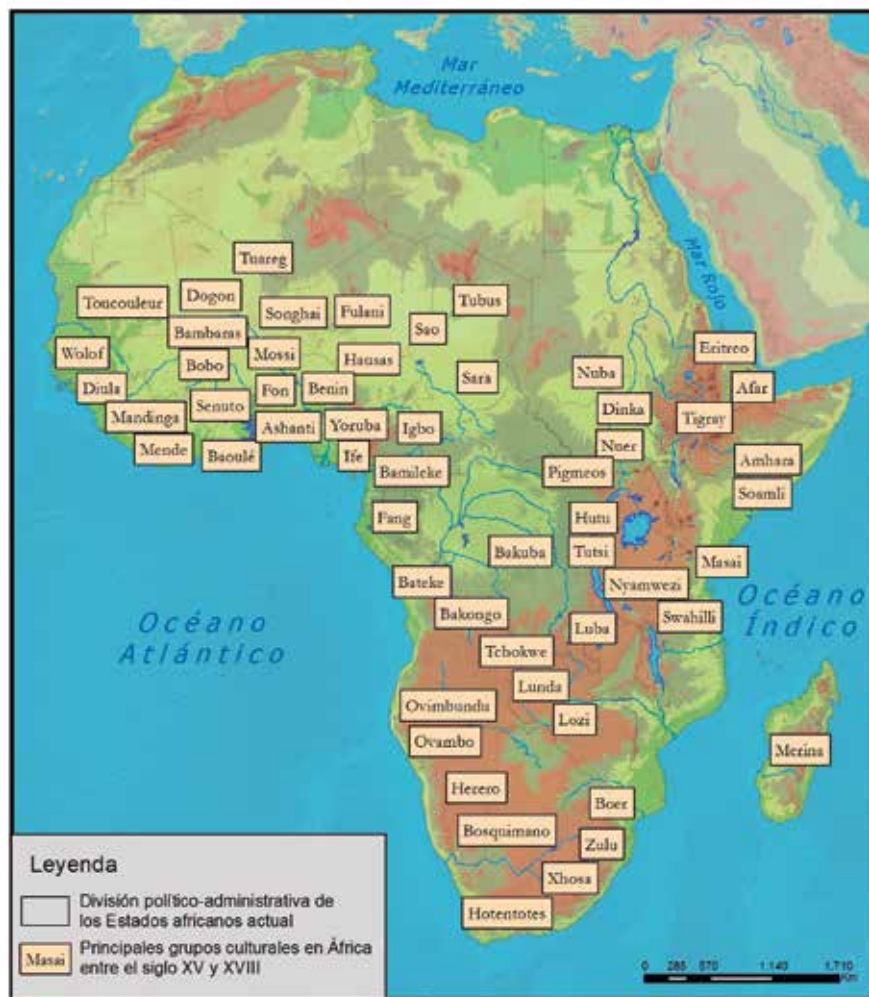 Mar
Mediterráneo
Mar Rojo
Tuareg
Toucouleur
Dogon
Songhai
Fulani
Tubus
Sao
Bambaras
Wolof
Bobo
Mossi
Hausas
Eritreo
Diula
Fon
Benin
Sara
Nuba
Afar
Senuto
Dinka
Tigray
Mandinga
Ashanti
Yoruba
Igbo
Mende
Baoulé
Ife
Nuer
Amhara
Bamileke
Pigmeos
Soamli
Fang
Hutu
Bakuba
Tutsi
Masai
Bateke
Nyamwezi
Océano
Índico
Bakongo
Swahilli
Océano
Atlántico
Luba
Tchokwe
Lunda
Ovimbundu
Lozi
Ovambo
Merina
Herero
Boer
Bosquimano
Zulu
Xhosa
Hotentotes
Leyenda
División político-administrativa de
los Estados africanos actual
Masai
Principales grupos culturales en África
entre el siglo XV y XVIII
0 285 570 1.140 1.710
Km